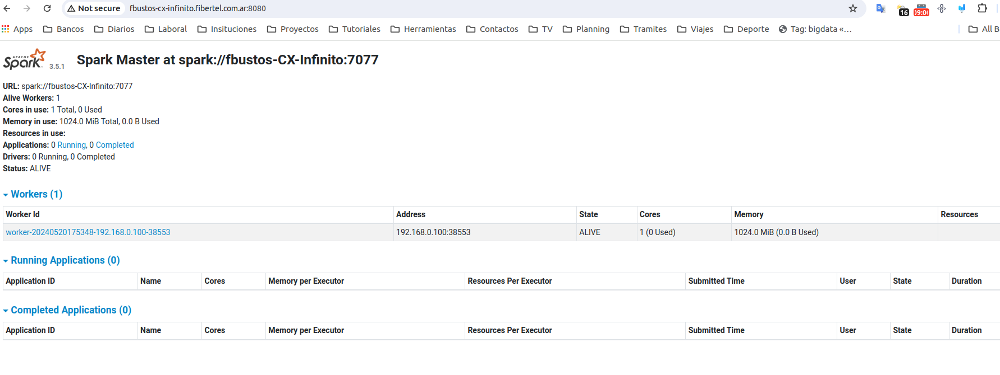 Not secure fbustos-cx-infinito.fibertel.com.ar:8080 16 09:00
Apps Bancos Diarios Laboral Insituciones Proyectos Tutoriales Herramientas Contactos TV Planning Tramites Viajes Deporte Tag: bigdata «… All B
APACHE Spark 3.5.1 Spark Master at spark://fbustos-CX-Infinito:7077
URL: spark://fbustos-CX-Infinito:7077
Alive Workers: 1
Cores in use: 1 Total, 0 Used
Memory in use: 1024.0 MiB Total, 0.0 B Used
Resources in use:
Applications: 0 Running, 0 Completed
Drivers: 0 Running, 0 Completed
Status: ALIVE
Workers (1)
Worker Id Address State Cores Memory Resources
worker-20240520175348-192.168.0.100-38553 192.168.0.100:38553 ALIVE 1 (0 Used) 1024.0 MiB (0.0 B Used)
Running Applications (0)
Application ID Name Cores Memory per Executor Resources Per Executor Submitted Time User State Duration
Completed Applications (0)
Application ID Name Cores Memory per Executor Resources Per Executor Submitted Time User State Duration